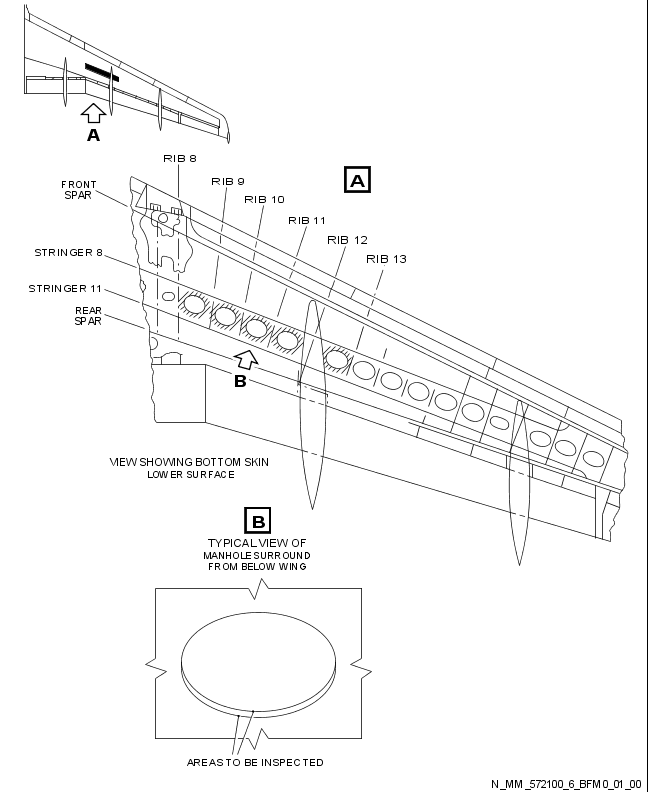 A
RIB 8
A
RIB 9
FRONT
SPAR
RIB 10
RIB 11
RIB 12
STRINGER 8
RIB 13
STRINGER 11
REAR
SPAR
B
VIEW SHOWING BOTTOM SKIN
LOWER SURFACE
B
TYPICAL VIEW OF
MANHOLE SURROUND
FROM BELOW WING
AREAS TO BE INSPECTED
N_MM_572100_6_BFM0_01_00